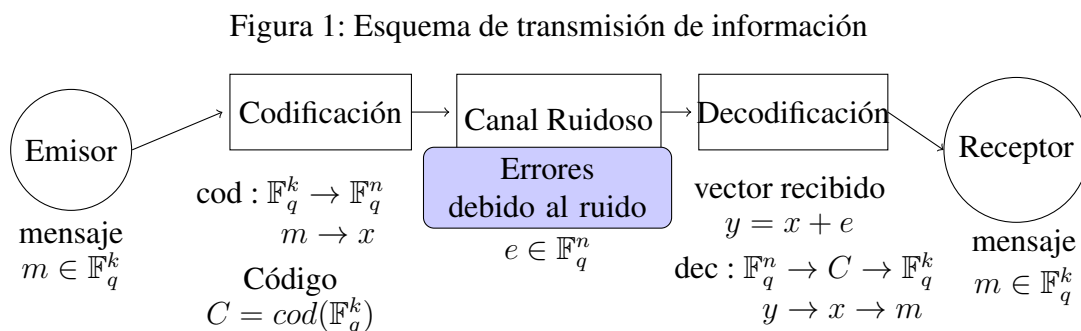 Figura 1: Esquema de transmisión de información
Emisor
mensaje
m ∈ 𝔽_q^k
Codificación
cod : 𝔽_q^k → 𝔽_q^n
m → x
Código
C = cod(𝔽_q^k)
Canal Ruidoso
Errores
debido al ruido
e ∈ 𝔽_q^n
Decodificación
vector recibido
y = x + e
dec : 𝔽_q^n → C → 𝔽_q^k
y → x → m
Receptor
mensaje
m ∈ 𝔽_q^k